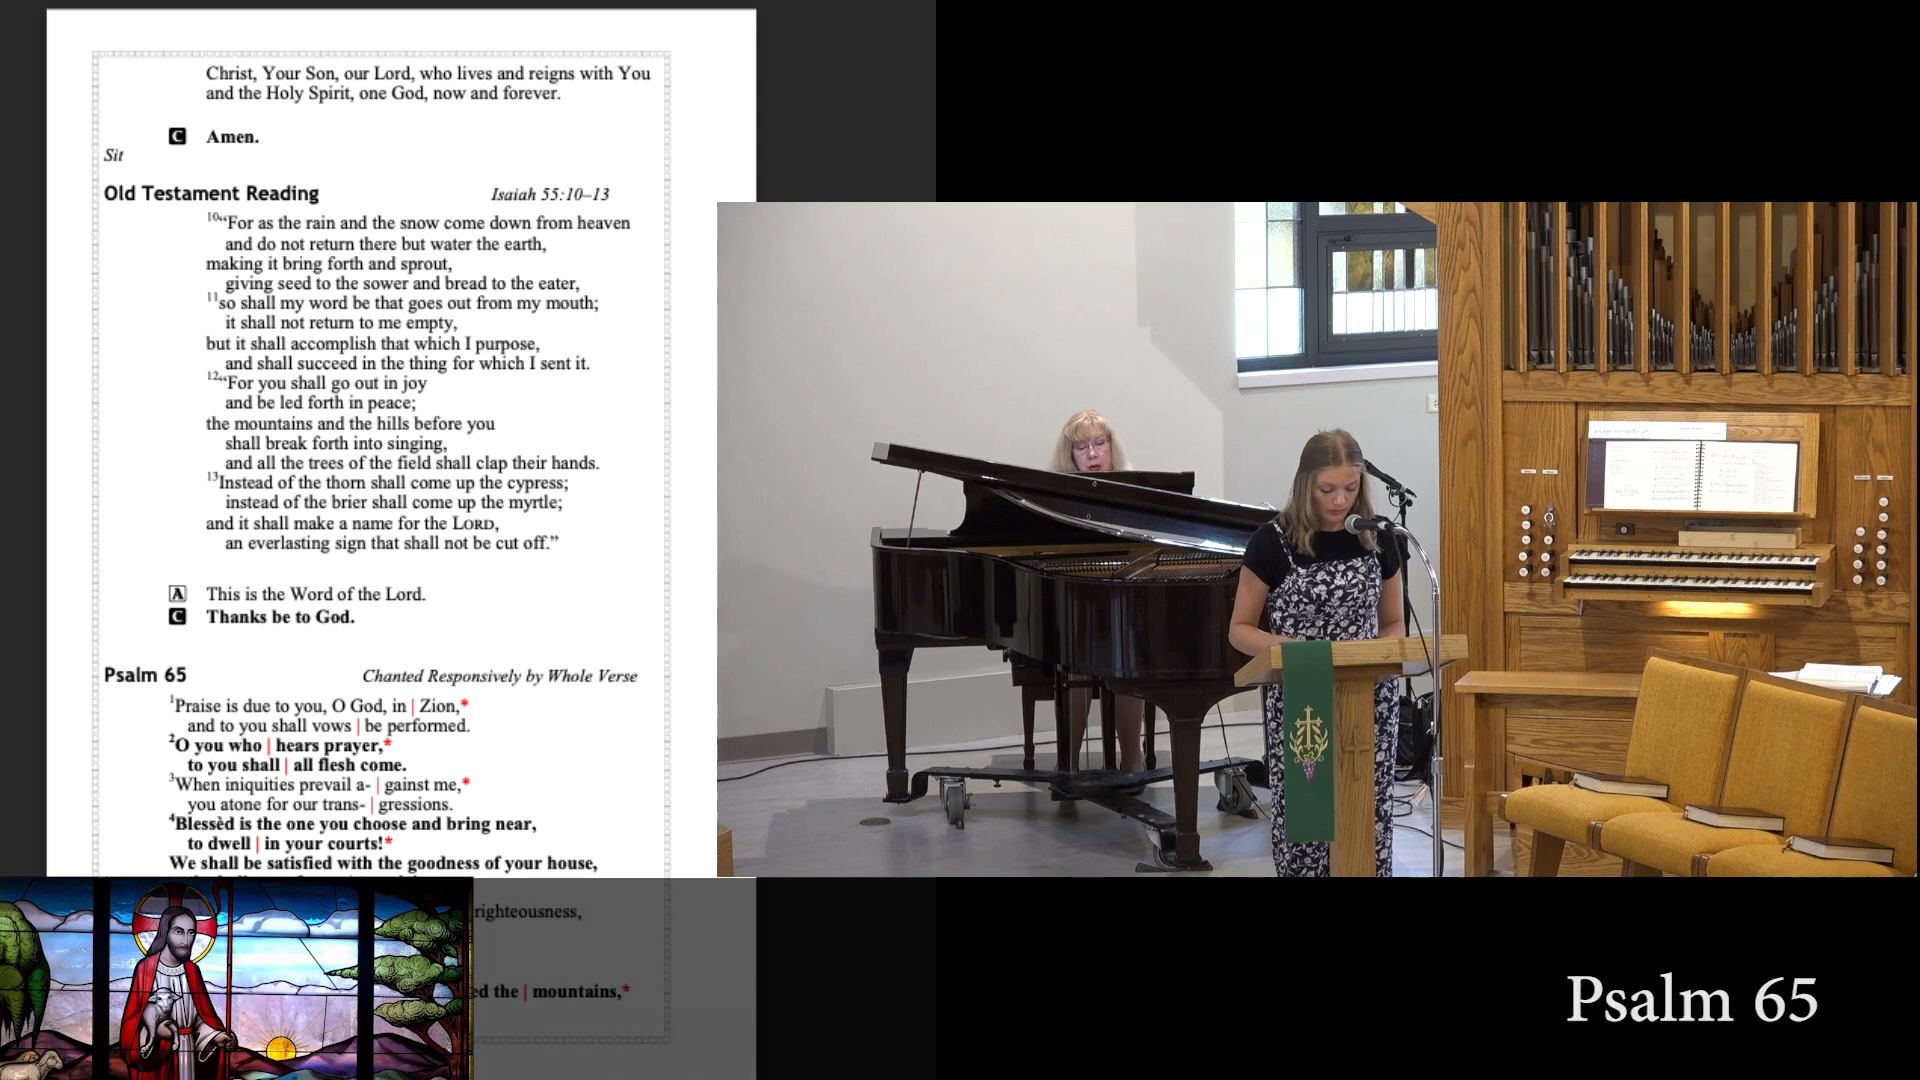 Christ, Your Son, our Lord, who lives and reigns with You
and the Holy Spirit, one God, now and forever.
C Amen.
Sit
Old Testament Reading Isaiah 55:10–13
10“For as the rain and the snow come down from heaven
and do not return there but water the earth,
making it bring forth and sprout,
giving seed to the sower and bread to the eater,
11so shall my word be that goes out from my mouth;
it shall not return to me empty,
but it shall accomplish that which I purpose,
and shall succeed in the thing for which I sent it.
12“For you shall go out in joy
and be led forth in peace;
the mountains and the hills before you
shall break forth into singing,
and all the trees of the field shall clap their hands.
13Instead of the thorn shall come up the cypress;
instead of the brier shall come up the myrtle;
and it shall make a name for the LORD,
an everlasting sign that shall not be cut off.”
A This is the Word of the Lord.
C Thanks be to God.
Psalm 65 Chanted Responsively by Whole Verse
1Praise is due to you, O God, in | Zion,*
and to you shall vows | be performed.
2O you who | hears prayer,*
to you shall | all flesh come.
3When iniquities prevail a- | gainst me,*
you atone for our trans- | gressions.
4Blessèd is the one you choose and bring near,
to dwell | in your courts!*
We shall be satisfied with the goodness of your house,
righteousness,
the | mountains,*
Psalm 65